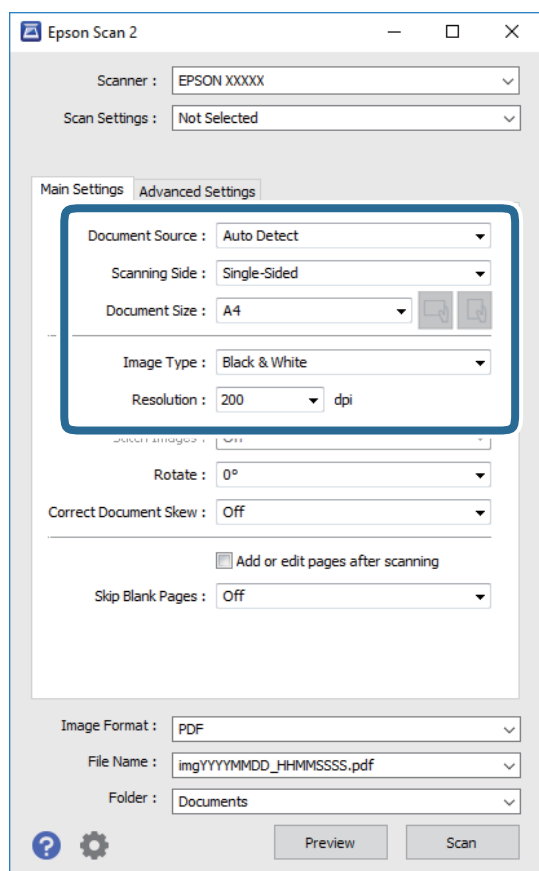 Epson Scan 2
Scanner : EPSON XXXXX
Scan Settings : Not Selected
Main Settings Advanced Settings
Document Source : Auto Detect
Scanning Side : Single-Sided
Document Size : A4
Image Type : Black & White
Resolution : 200 dpi
Stitch Images : On
Rotate : 0°
Correct Document Skew : Off
Add or edit pages after scanning
Skip Blank Pages : Off
Image Format : PDF
File Name : imgYYYYMMDD_HHMMSSSS.pdf
Folder : Documents
? Preview Scan